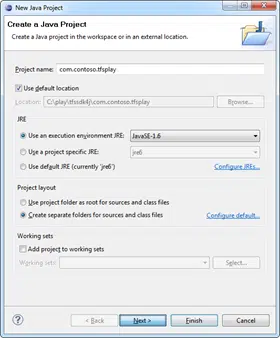 New Java Project
Create a Java Project
Create a Java project in the workspace or in an external location.
Project name: com.contoso.tfsplay
Use default location
Location: C:\play\tfssdk4j\com.contoso.tfsplay Browse...
JRE
Use an execution environment JRE: JavaSE-1.6
Use a project specific JRE: jre6
Use default JRE (currently 'jre6') Configure JREs...
Project layout
Use project folder as root for sources and class files
Create separate folders for sources and class files Configure default...
Working sets
Add project to working sets
Working sets: Select...
? < Back Next > Finish Cancel